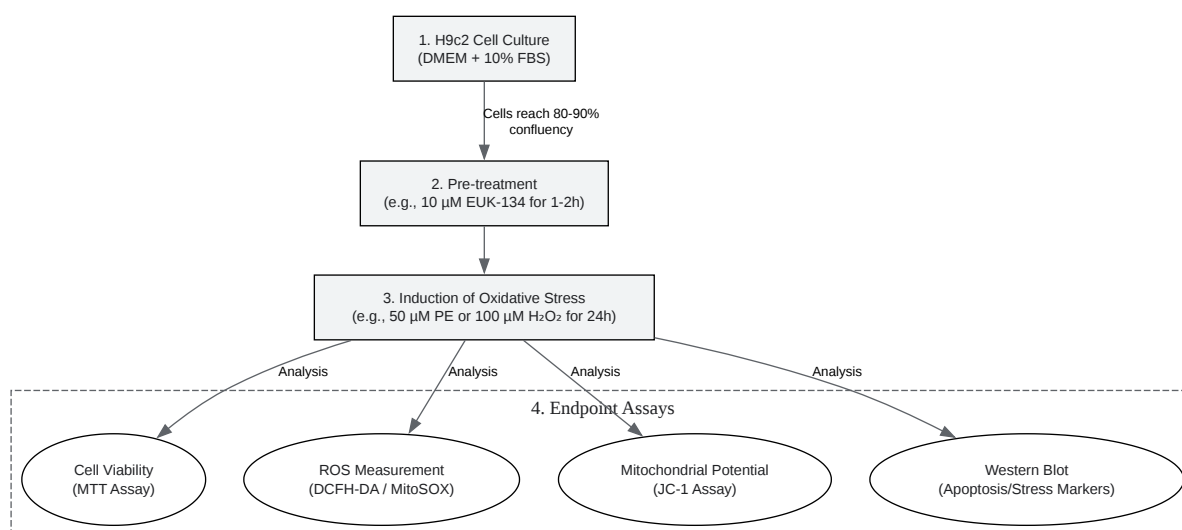 1. H9c2 Cell Culture
(DMEM + 10% FBS)
Cells reach 80-90%
confluency
2. Pre-treatment
(e.g., 10 µM EUK-134 for 1-2h)
3. Induction of Oxidative Stress
(e.g., 50 µM PE or 100 µM H₂O₂ for 24h)
Analysis
Analysis
Analysis
Analysis
4. Endpoint Assays
Cell Viability
(MTT Assay)
ROS Measurement
(DCFH-DA / MitoSOX)
Mitochondrial Potential
(JC-1 Assay)
Western Blot
(Apoptosis/Stress Markers)